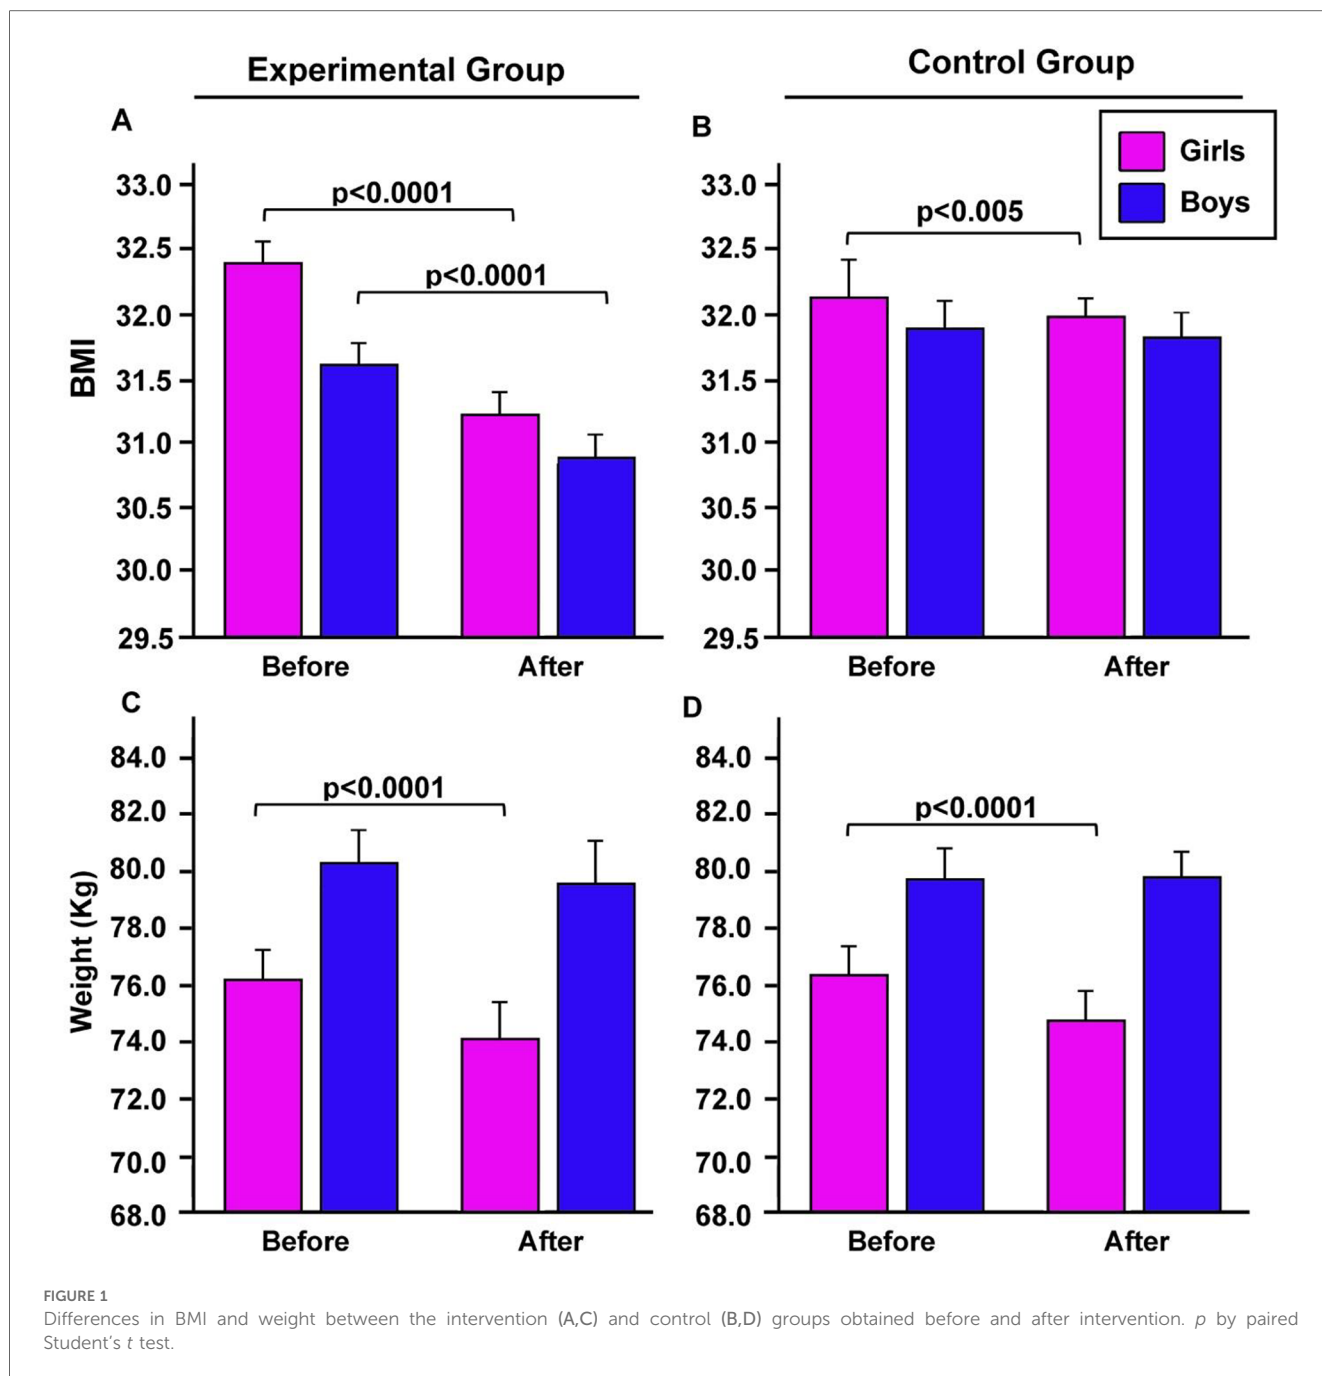 Experimental Group
Control Group
A
B
Girls
Boys
33.0
32.5
32.0
31.5
31.0
30.5
30.0
29.5
BMI
p<0.0001
p<0.0001
Before
After
33.0
32.5
32.0
31.5
31.0
30.5
30.0
29.5
p<0.005
Before
After
C
D
84.0
82.0
80.0
78.0
76.0
74.0
72.0
70.0
68.0
Weight (Kg)
p<0.0001
Before
After
84.0
82.0
80.0
78.0
76.0
74.0
72.0
70.0
68.0
p<0.0001
Before
After
FIGURE 1
Differences in BMI and weight between the intervention (A,C) and control (B,D) groups obtained before and after intervention. p by paired
Student's t test.